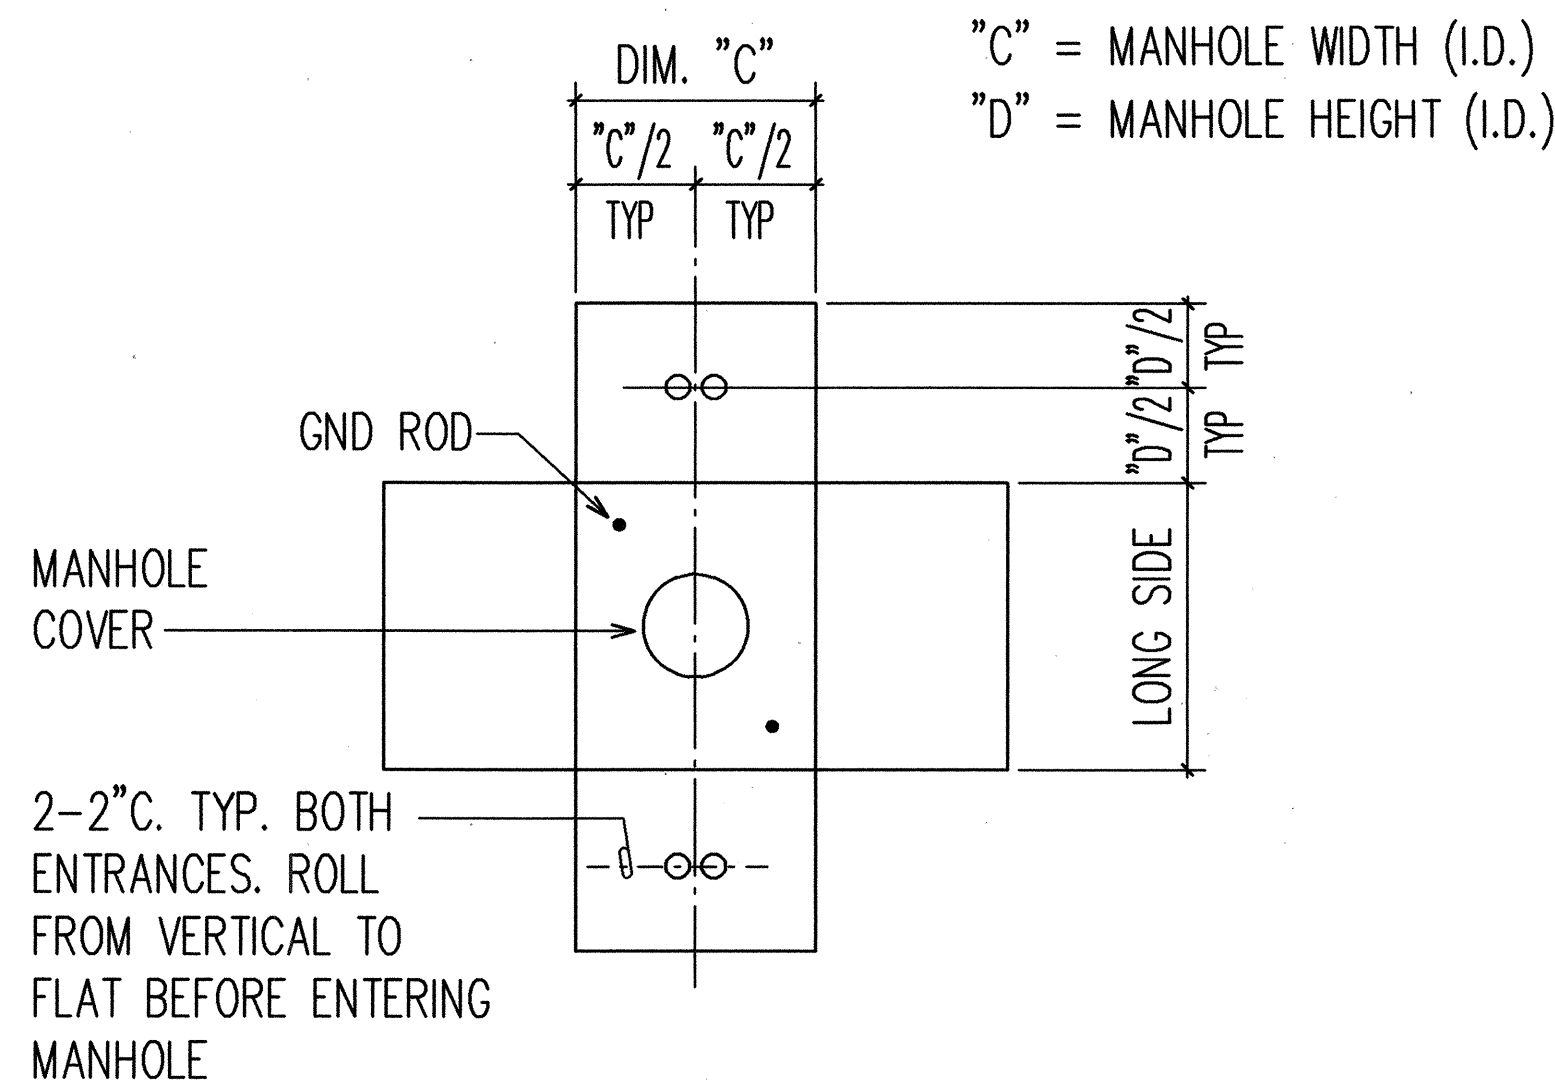 "C" = MANHOLE WIDTH (I.D.)
"D" = MANHOLE HEIGHT (I.D.)
DIM. "C"
"C"/2 "C"/2
TYP TYP
"D"/2
TYP
"D"/2
TYP
GND ROD
LONG SIDE
MANHOLE
COVER
2-2"C. TYP. BOTH
ENTRANCES. ROLL
FROM VERTICAL TO
FLAT BEFORE ENTERING
MANHOLE